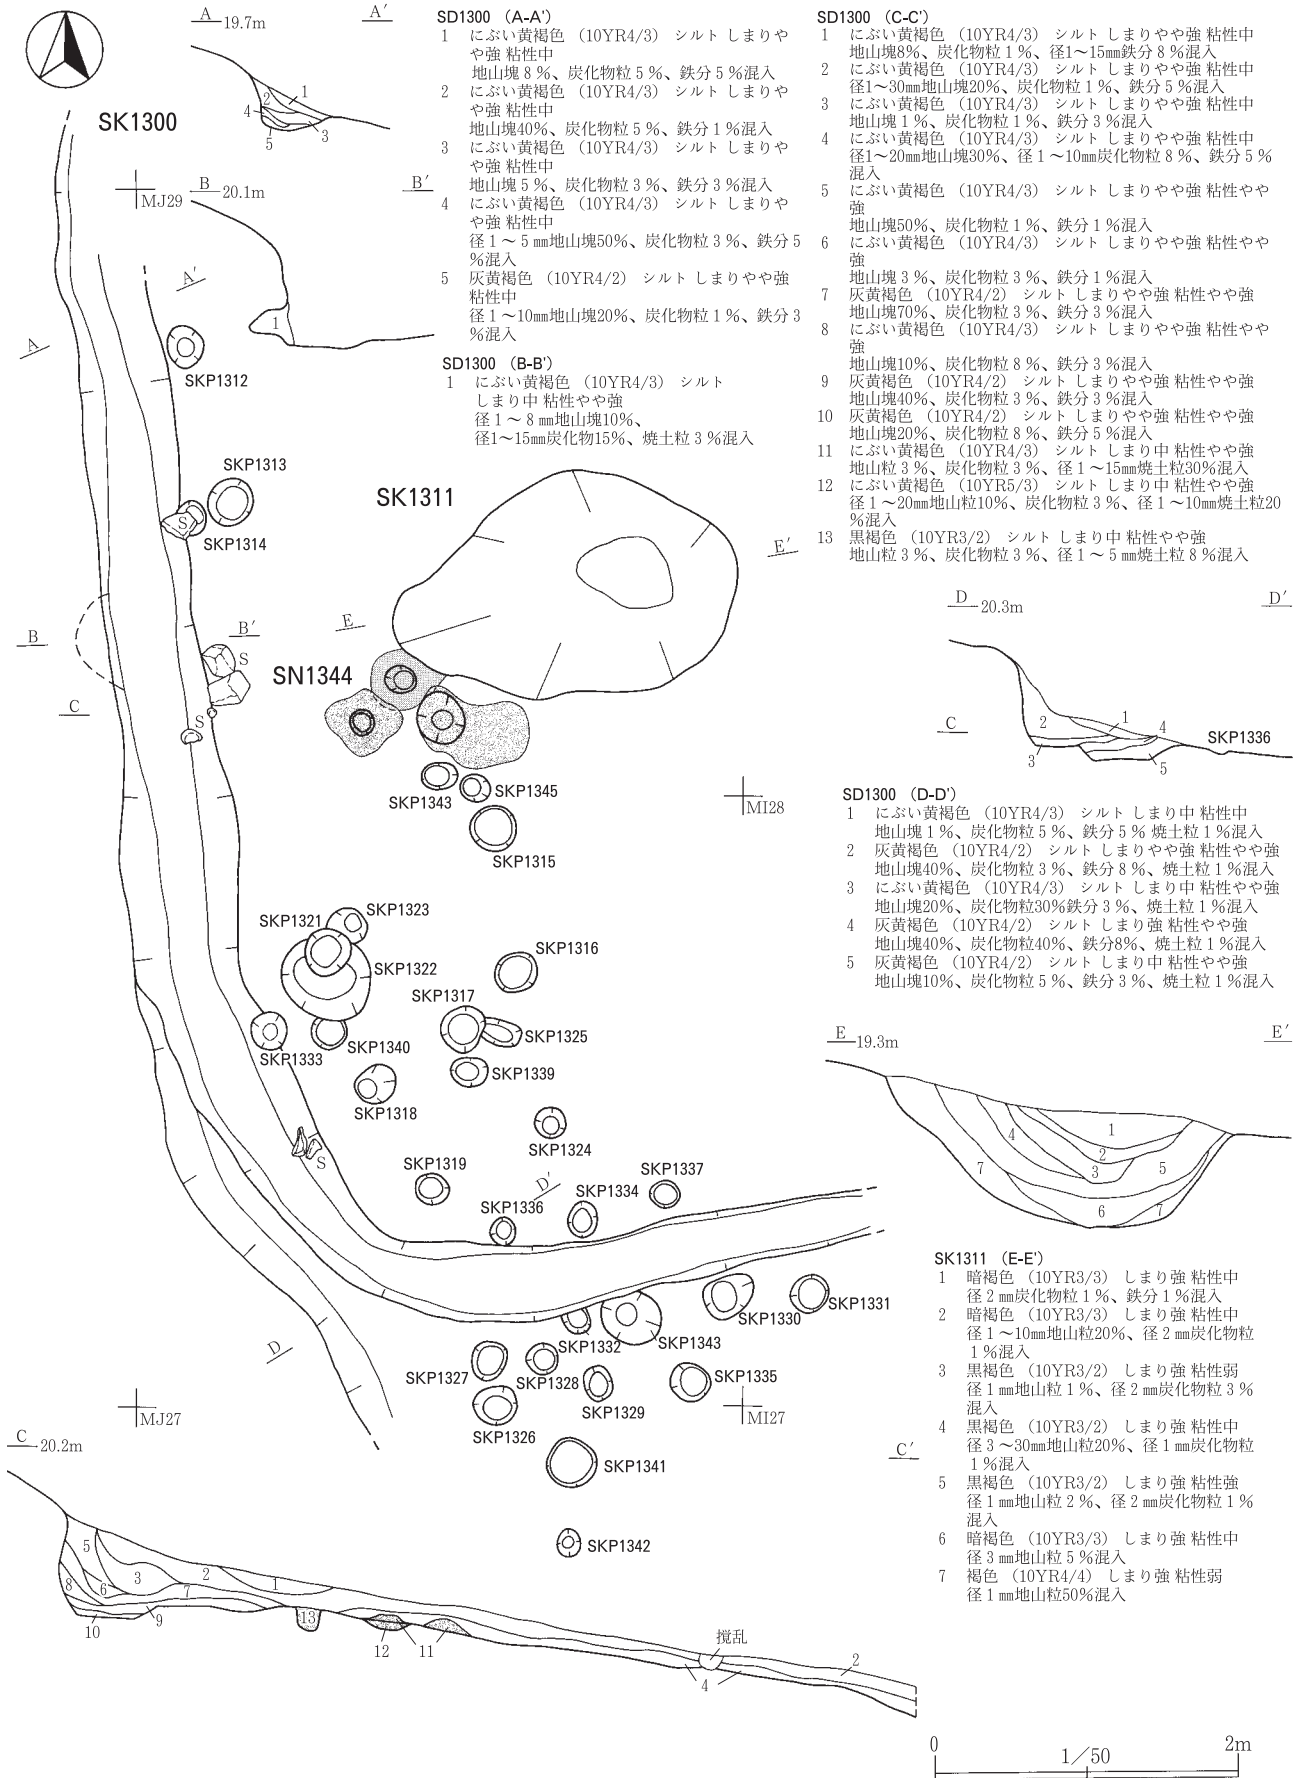 A 19.7m A'
SK1300
1
2
4
3
5
B 20.1m B'
MJ29
1
A'
A
SKP1312
SKP1313
S
SKP1314
SK1311
E'
E
B
B'
S
SN1344
C
S
SKP1343
SKP1345
SKP1315
MI28
SKP1321
SKP1323
SKP1322
SKP1316
SKP1317
SKP1325
SKP1333
SKP1340
SKP1339
SKP1318
SKP1324
S
SKP1319
D'
SKP1337
SKP1336
SKP1334
SKP1330
SKP1331
SKP1332
SKP1343
D
SKP1327
SKP1328
SKP1329
SKP1335
MJ27
SKP1326
MI27
SKP1341
SKP1342
SD1300 (A-A')
1 にぶい黄褐色 (10YR4/3) シルト しまりや
や強 粘性中
地山塊8%、炭化物粒5%、鉄分5%混入
2 にぶい黄褐色 (10YR4/3) シルト しまりや
や強 粘性中
地山塊40%、炭化物粒5%、鉄分1%混入
3 にぶい黄褐色 (10YR4/3) シルト しまりや
や強 粘性中
地山塊5%、炭化物粒3%、鉄分3%混入
4 にぶい黄褐色 (10YR4/3) シルト しまりや
や強 粘性中
径1~5㎜地山塊50%、炭化物粒3%、鉄分5
%混入
5 灰黄褐色 (10YR4/2) シルト しまりやや強
粘性中
径1~10㎜地山塊20%、炭化物粒1%、鉄分3
%混入
SD1300 (B-B')
1 にぶい黄褐色 (10YR4/3) シルト
しまり中 粘性やや強
径1~8㎜地山塊10%、
径1~15㎜炭化物15%、焼土粒3%混入
SD1300 (C-C')
1 にぶい黄褐色 (10YR4/3) シルト しまりやや強 粘性中
地山塊8%、炭化物粒1%、径1~15㎜鉄分8%混入
2 にぶい黄褐色 (10YR4/3) シルト しまりやや強 粘性中
径1~30㎜地山塊20%、炭化物粒1%、鉄分5%混入
3 にぶい黄褐色 (10YR4/3) シルト しまりやや強 粘性中
地山塊1%、炭化物粒1%、鉄分3%混入
4 にぶい黄褐色 (10YR4/3) シルト しまりやや強 粘性中
径1~20㎜地山塊30%、径1~10㎜炭化物粒8%、鉄分5%
混入
5 にぶい黄褐色 (10YR4/3) シルト しまりやや強 粘性やや
強
地山塊50%、炭化物粒1%、鉄分1%混入
6 にぶい黄褐色 (10YR4/3) シルト しまりやや強 粘性やや
強
地山塊3%、炭化物粒3%、鉄分1%混入
7 灰黄褐色 (10YR4/2) シルト しまりやや強 粘性やや強
地山塊70%、炭化物粒3%、鉄分3%混入
8 にぶい黄褐色 (10YR4/3) シルト しまりやや強 粘性やや
強
地山塊10%、炭化物粒8%、鉄分3%混入
9 灰黄褐色 (10YR4/2) シルト しまりやや強 粘性やや強
地山塊40%、炭化物粒3%、鉄分3%混入
10 灰黄褐色 (10YR4/2) シルト しまりやや強 粘性やや強
地山塊20%、炭化物粒8%、鉄分5%混入
11 にぶい黄褐色 (10YR4/3) シルト しまり中 粘性やや強
地山粒3%、炭化物粒3%、径1~15㎜焼土粒30%混入
12 にぶい黄褐色 (10YR5/3) シルト しまり中 粘性やや強
径1~20㎜地山粒10%、炭化物粒3%、径1~10㎜焼土粒20
%混入
13 黒褐色 (10YR3/2) シルト しまり中 粘性やや強
地山粒3%、炭化物粒3%、径1~5㎜焼土粒8%混入
D 20.3m D'
C
2
1
4
SKP1336
3
5
SD1300 (D-D')
1 にぶい黄褐色 (10YR4/3) シルト しまり中 粘性中
地山塊1%、炭化物粒5%、鉄分5% 焼土粒1%混入
2 灰黄褐色 (10YR4/2) シルト しまりやや強 粘性やや強
地山塊40%、炭化物粒3%、鉄分8%、焼土粒1%混入
3 にぶい黄褐色 (10YR4/3) シルト しまり中 粘性やや強
地山塊20%、炭化物粒30%鉄分3%、焼土粒1%混入
4 灰黄褐色 (10YR4/2) シルト しまり強 粘性やや強
地山塊40%、炭化物粒40%、鉄分8%、焼土粒1%混入
5 灰黄褐色 (10YR4/2) シルト しまり中 粘性やや強
地山塊10%、炭化物粒5%、鉄分3%、焼土粒1%混入
E 19.3m E'
1
4
2
3
5
7
6
7
SK1311 (E-E')
1 暗褐色 (10YR3/3) しまり強 粘性中
径2㎜炭化物粒1%、鉄分1%混入
2 暗褐色 (10YR3/3) しまり強 粘性中
径1~10㎜地山粒20%、径2㎜炭化物粒
1%混入
3 黒褐色 (10YR3/2) しまり強 粘性弱
径1㎜地山粒1%、径2㎜炭化物粒3%
混入
4 黒褐色 (10YR3/2) しまり強 粘性中
径3~30㎜地山粒20%、径1㎜炭化物粒
1%混入
5 黒褐色 (10YR3/2) しまり強 粘性強
径1㎜地山粒2%、径2㎜炭化物粒1%
混入
6 暗褐色 (10YR3/3) しまり強 粘性中
径3㎜地山粒5%混入
7 褐色 (10YR4/4) しまり強 粘性弱
径1㎜地山粒50%混入
C 20.2m C'
5
3
2
1
8
6
7
9
10
13
12
11
撹乱
4
2
0 1/50 2m